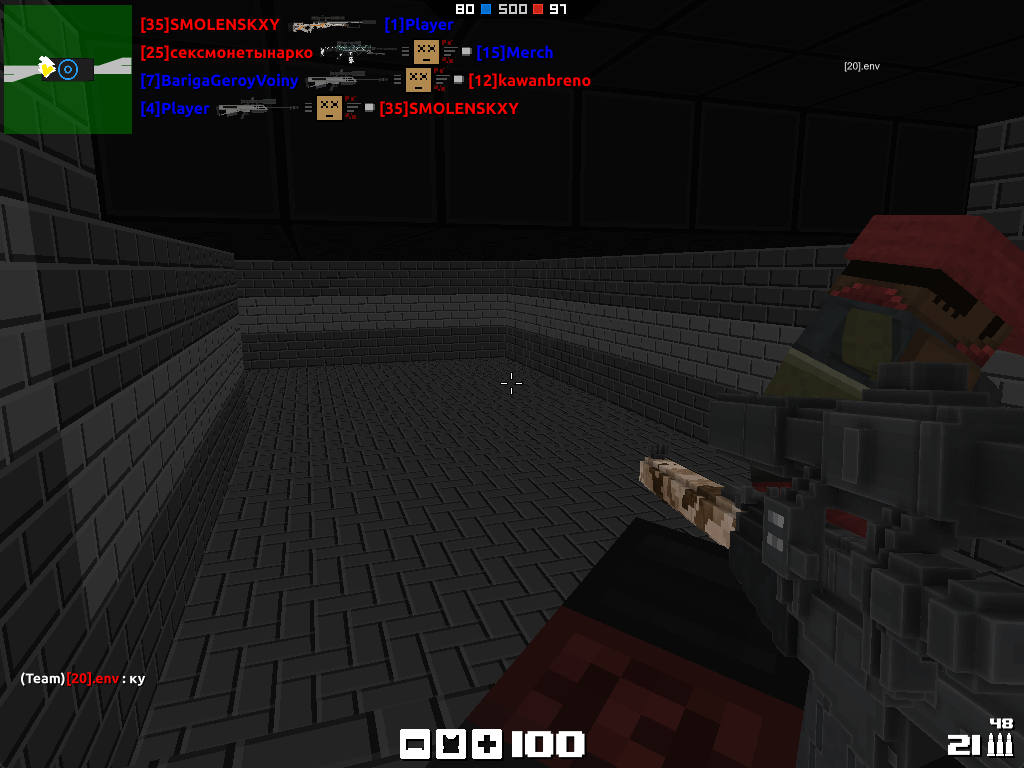 80 500 97
[35]SMOLENSKXY [1]Player
[25]сексмонетынарко [15]Merch
[7]BarigaGeroyVoiny [12]kawanbreno
[4]Player [35]SMOLENSKXY
[20].env
(Team)[20].env : ку
100
48
21